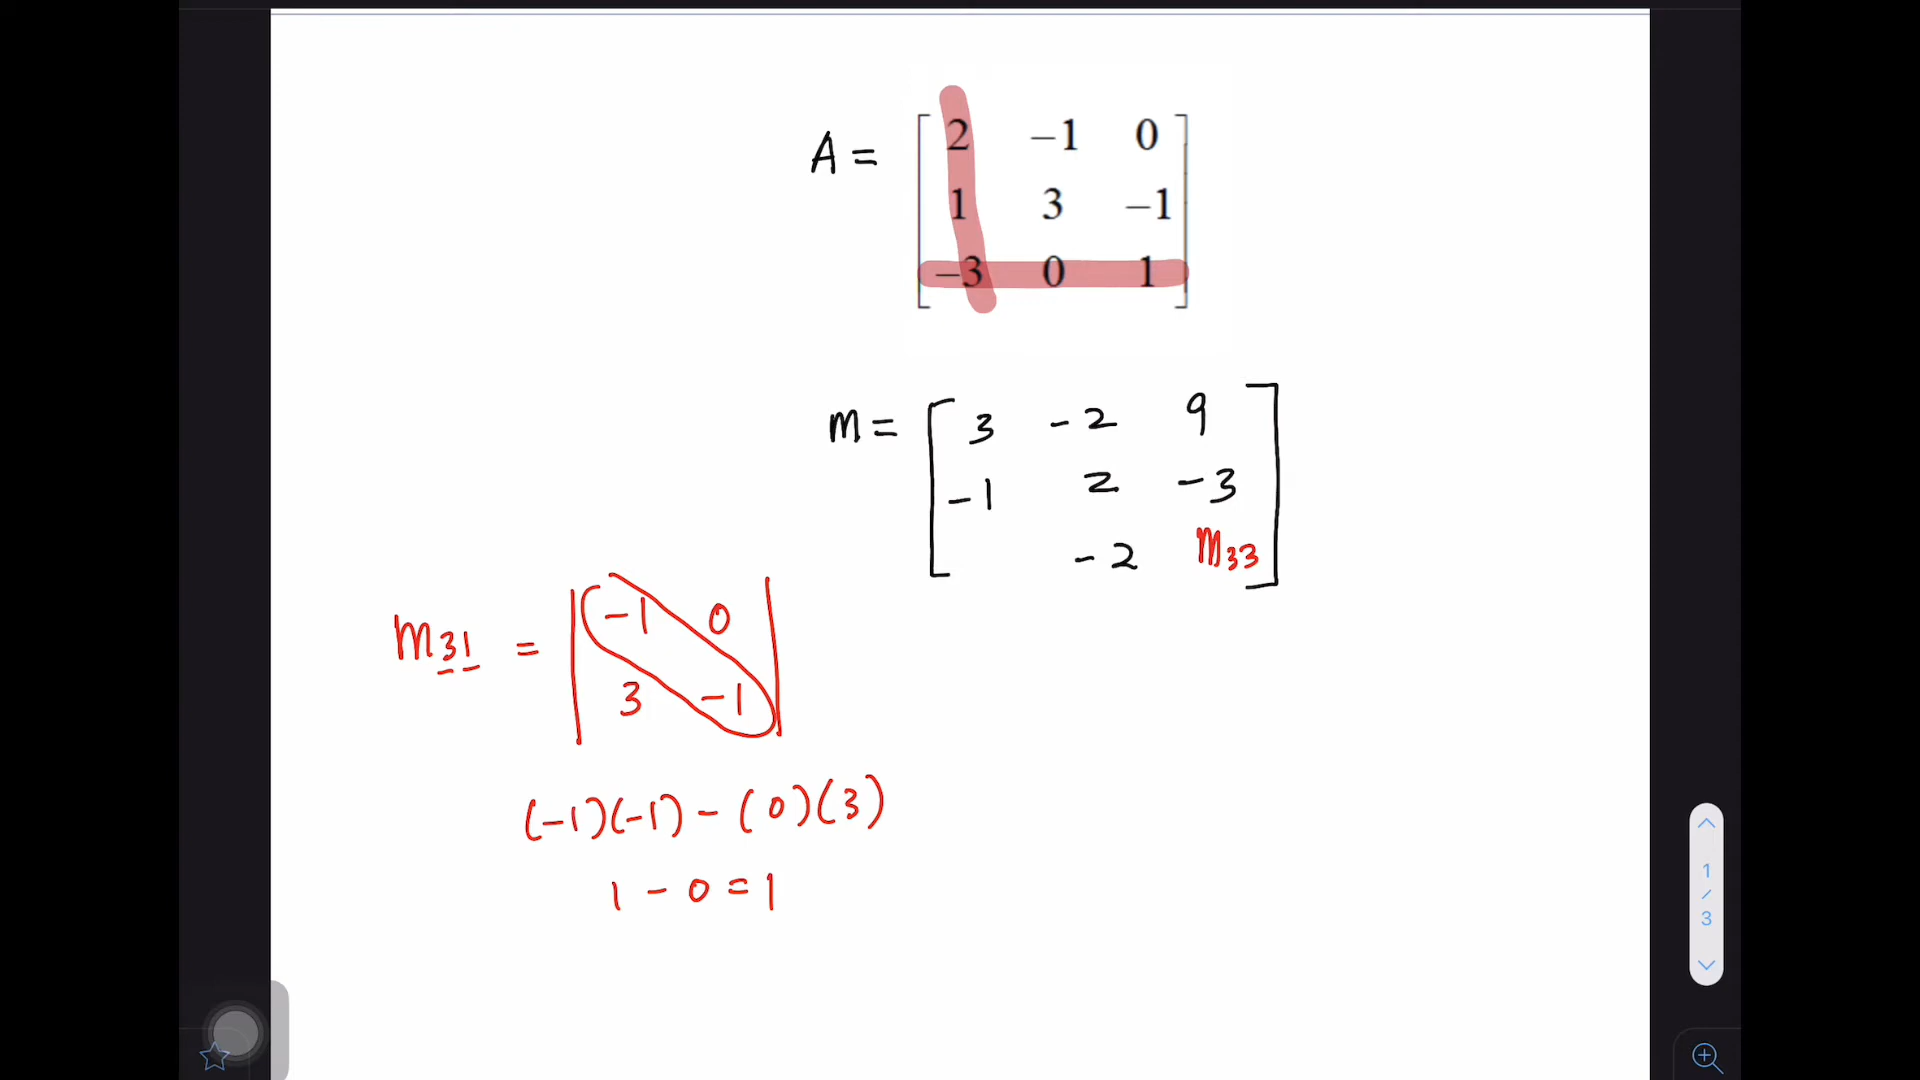 A = [ 2 −1 0
1 3 −1
−3 0 1 ]
m = [ 3 -2 9
-1 2 -3
-2 m33 ]
m31 = | -1 0
3 -1 |
(-1)(-1) - (0)(3)
1 - 0 = 1
1
/
3